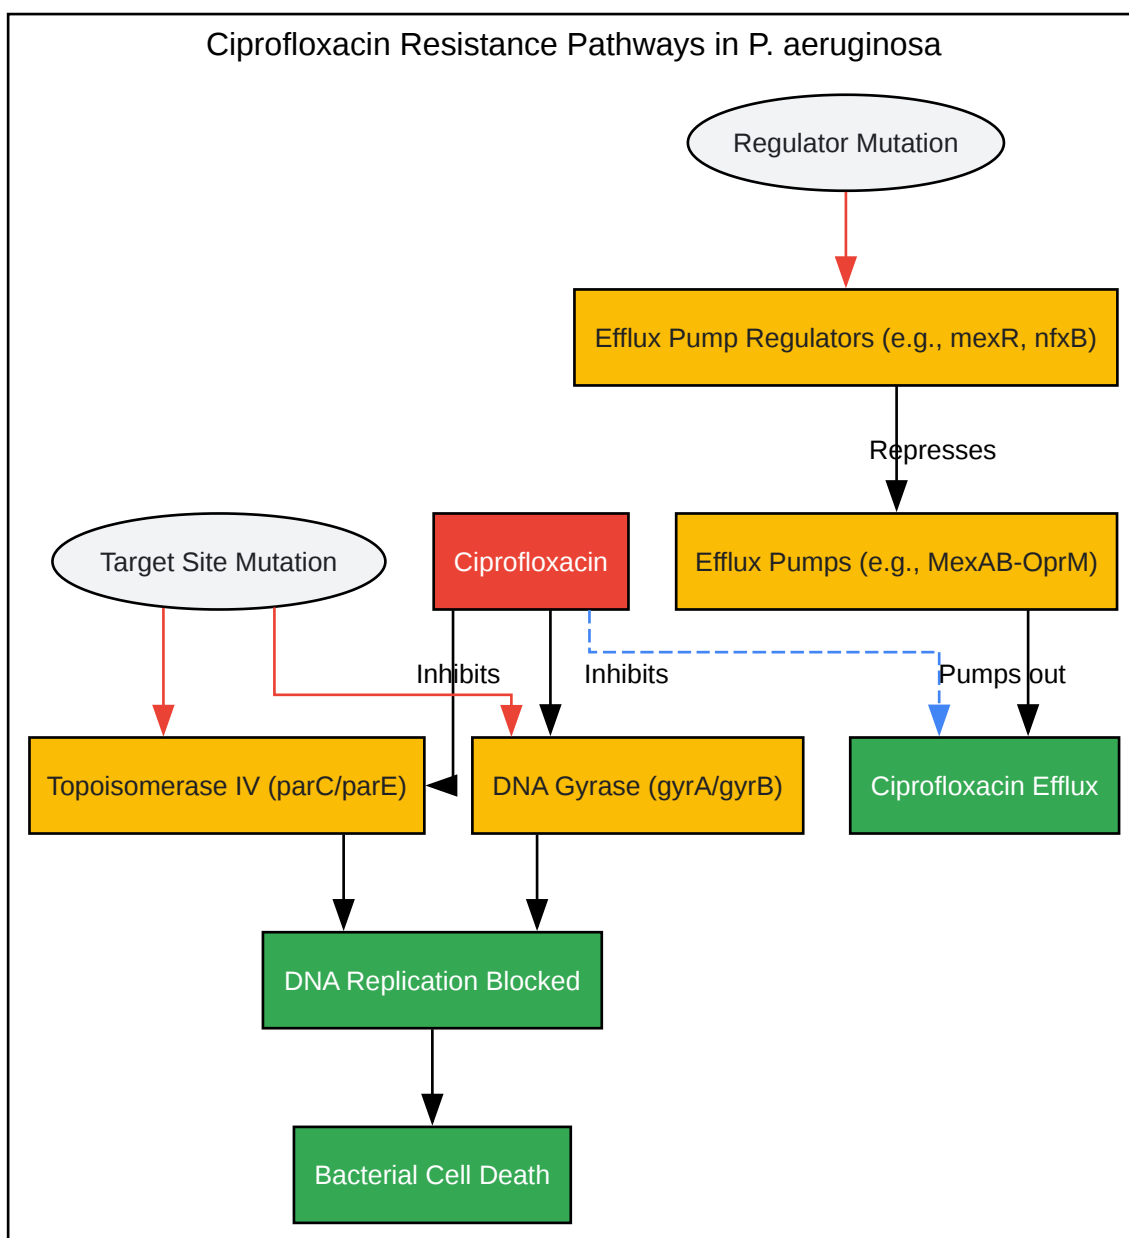 Ciprofloxacin Resistance Pathways in P. aeruginosa
Regulator Mutation
Efflux Pump Regulators (e.g., mexR, nfxB)
Represses
Target Site Mutation
Ciprofloxacin
Efflux Pumps (e.g., MexAB-OprM)
Inhibits
Inhibits
Pumps out
Topoisomerase IV (parC/parE)
DNA Gyrase (gyrA/gyrB)
Ciprofloxacin Efflux
DNA Replication Blocked
Bacterial Cell Death